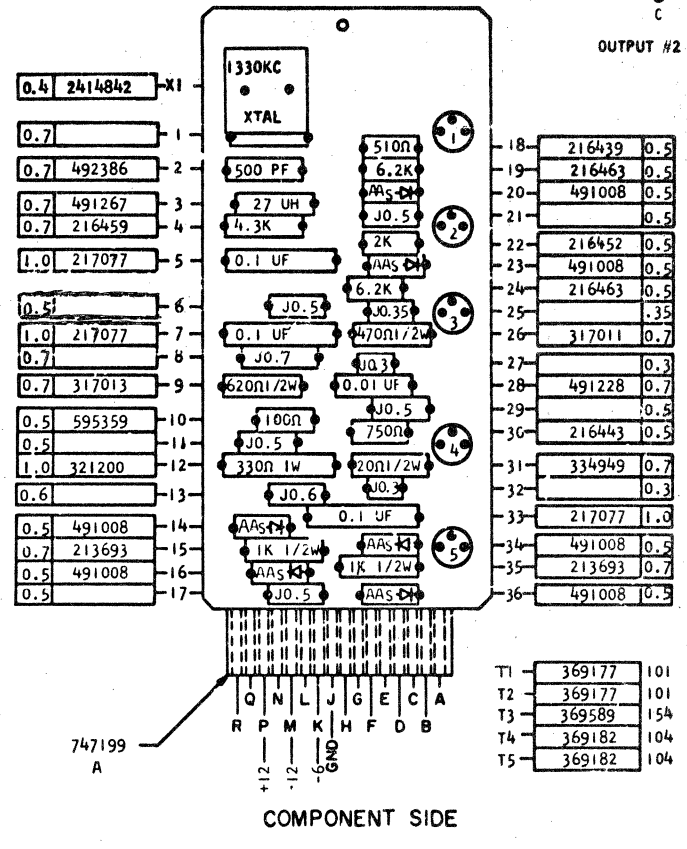 C
OUTPUT #2
1330KC
XTAL
0.4 2414842 X1
0.7 1
0.7 492386 2
0.7 491267 3
0.7 216459 4
1.0 217077 5
0.5 6
1.0 217077 7
0.7 8
0.7 317013 9
0.5 595359 10
0.5 11
1.0 321200 12
0.6 13
0.5 491008 14
0.7 213693 15
0.5 491008 16
0.5 17
500 PF
27 UH
4.3K
0.1 UF
J0.5
0.1 UF
J0.7
620Ω1/2W
100Ω
J0.5
330Ω 1W
J0.6
AAS
1K 1/2W
AAS
J0.5
510Ω
6.2K
AAS
J0.5
2K
AAS
6.2K
J0.35
470Ω1/2W
J0.3
0.01 UF
J0.5
750Ω
20Ω1/2W
J0.3
0.1 UF
AAS
1K 1/2W
AAS
1
2
3
4
5
18 216439 0.5
19 216463 0.5
20 491008 0.5
21 0.5
22 216452 0.5
23 491008 0.5
24 216463 0.5
25 .35
26 317011 0.7
27 0.3
28 491228 0.7
29 0.5
30 216443 0.5
31 334949 0.7
32 0.3
33 217077 1.0
34 491008 0.5
35 213693 0.7
36 491008 0.5
T1 369177 101
T2 369177 101
T3 369589 154
T4 369182 104
T5 369182 104
Q N L J G E C A
R P M K H F D B
+12 -12 -6 GND
747199
A
COMPONENT SIDE